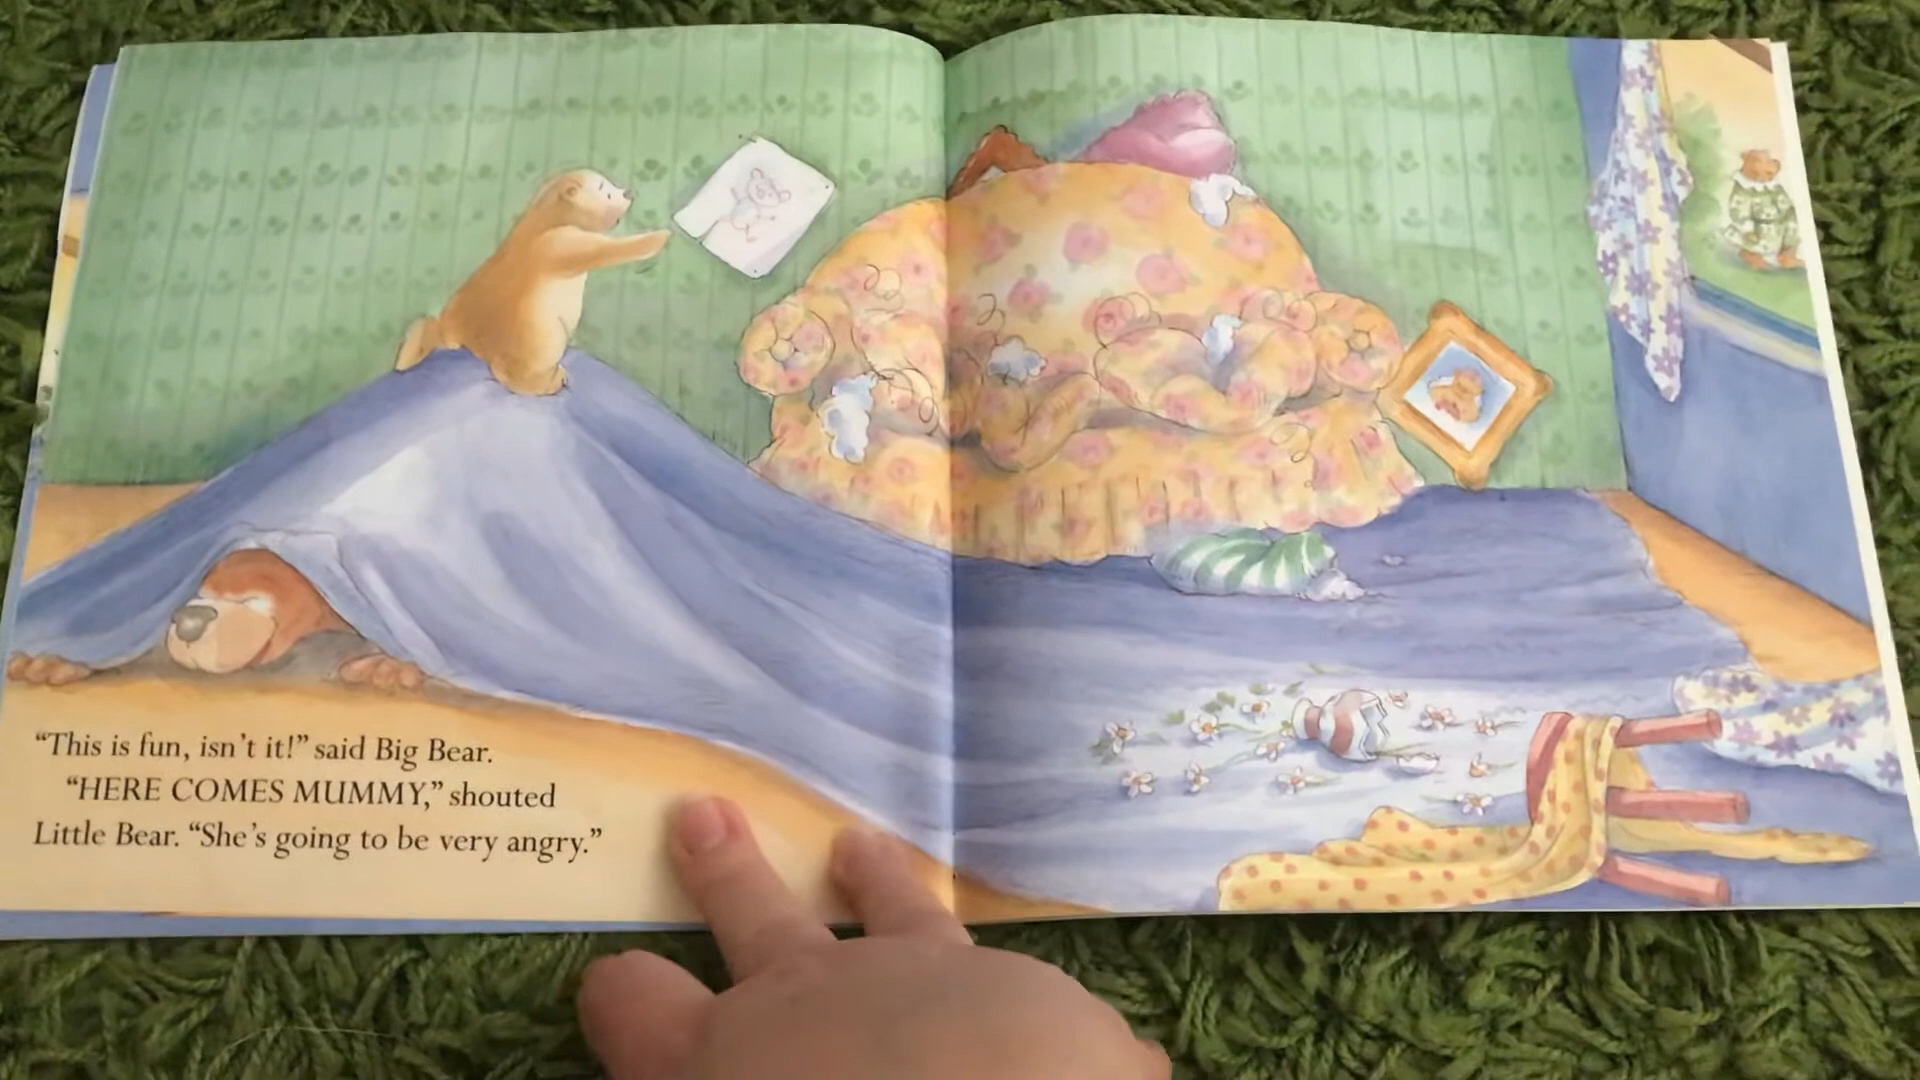 “This is fun, isn’t it!” said Big Bear.
“HERE COMES MUMMY,” shouted
Little Bear. “She’s going to be very angry.”